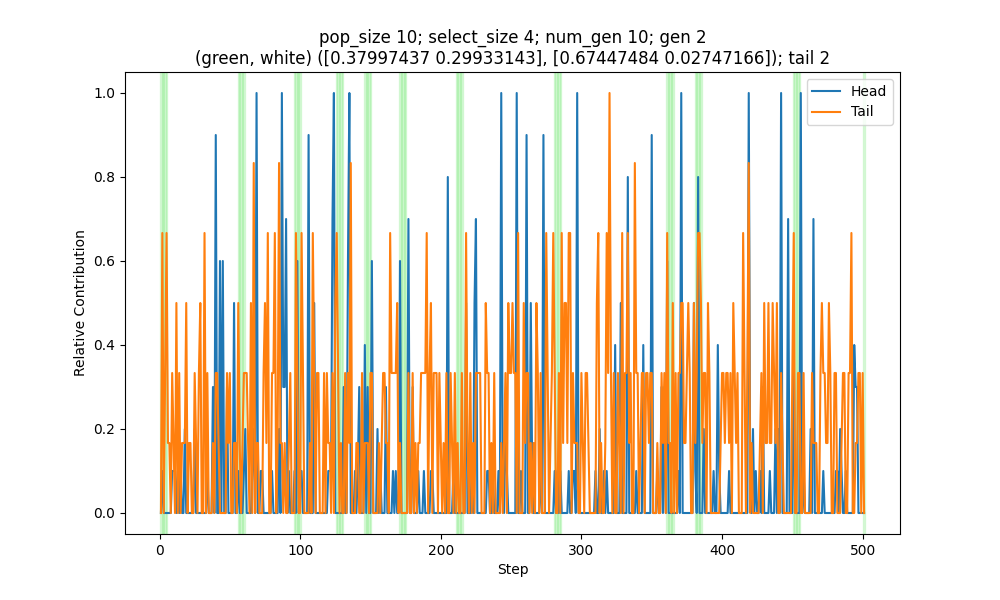 pop_size 10; select_size 4; num_gen 10; gen 2
(green, white) ([0.37997437 0.29933143], [0.67447484 0.02747166]); tail 2
Head
Tail
1.0
0.8
0.6
0.4
0.2
0.0
Relative Contribution
0
100
200
300
400
500
Step